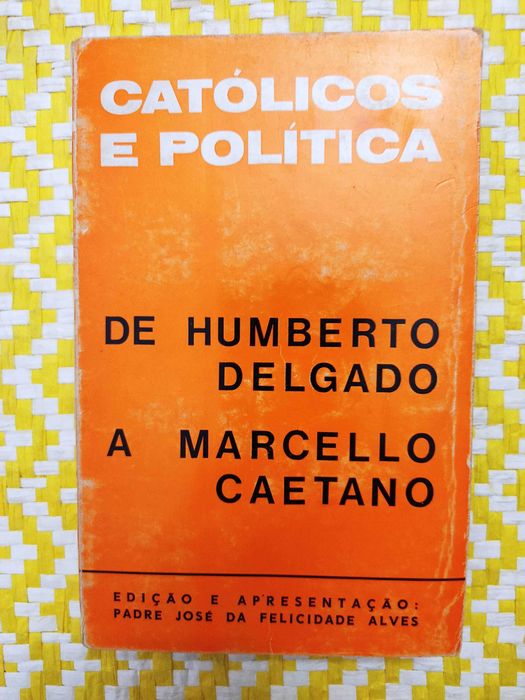 CATÓLICOS
E POLÍTICA
DE HUMBERTO
DELGADO
A MARCELLO
CAETANO
EDIÇÃO E APRESENTAÇÃO:
PADRE JOSÉ DA FELICIDADE ALVES